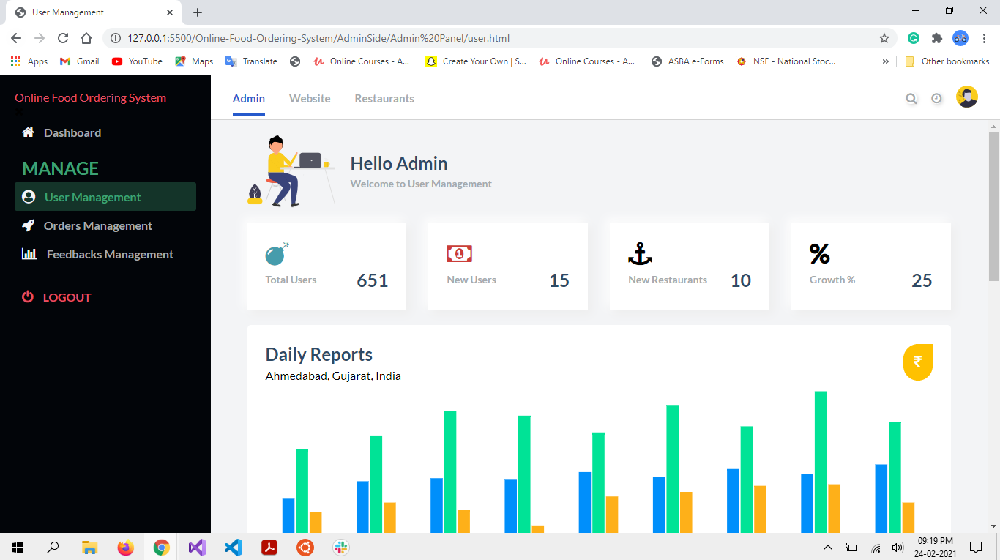 User Management
127.0.0.1:5500/Online-Food-Ordering-System/AdminSide/Admin%20Panel/user.html
Apps Gmail YouTube Maps Translate Online Courses - A... Create Your Own | S... Online Courses - A... ASBA e-Forms NSE - National Stoc... » Other bookmarks
Online Food Ordering System
Dashboard
MANAGE
User Management
Orders Management
Feedbacks Management
LOGOUT
Admin Website Restaurants
Hello Admin
Welcome to User Management
Total Users 651
New Users 15
New Restaurants 10
%
Growth % 25
Daily Reports
₹
Ahmedabad, Gujarat, India
09:19 PM
24-02-2021